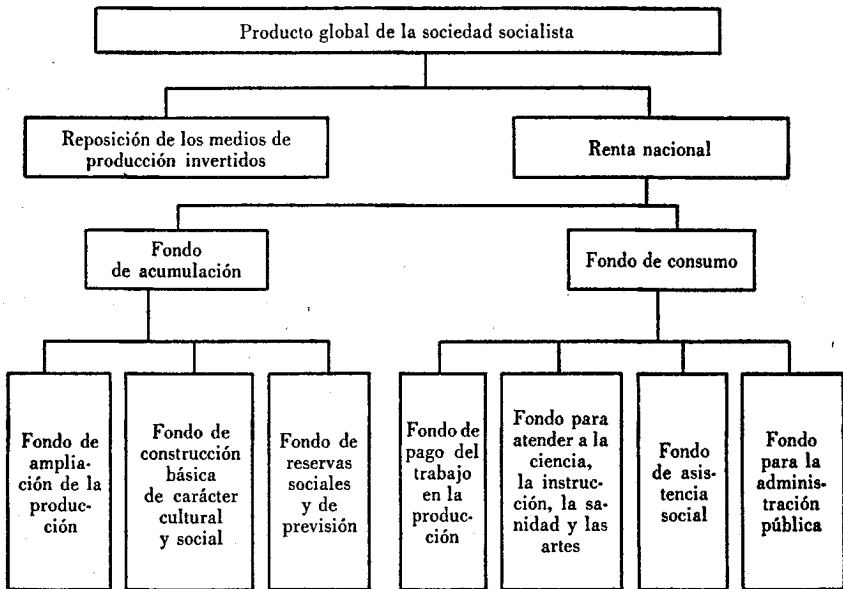 Producto global de la sociedad socialista
Reposición de los medios de
producción invertidos
Renta nacional
Fondo
de acumulación
Fondo de consumo
Fondo de
amplia-
ción de la
produc-
ción
Fondo de
construcción
básica
de carácter
cultural
y social
Fondo de
reservas
sociales
y de
previsión
Fondo de
pago del
trabajo
en la
produc-
ción
Fondo para
atender a la
ciencia,
la instruc-
ción, la sa-
nidad y las
artes
Fondo
de asis-
tencia
social
Fondo
para la
adminis-
tración
pública